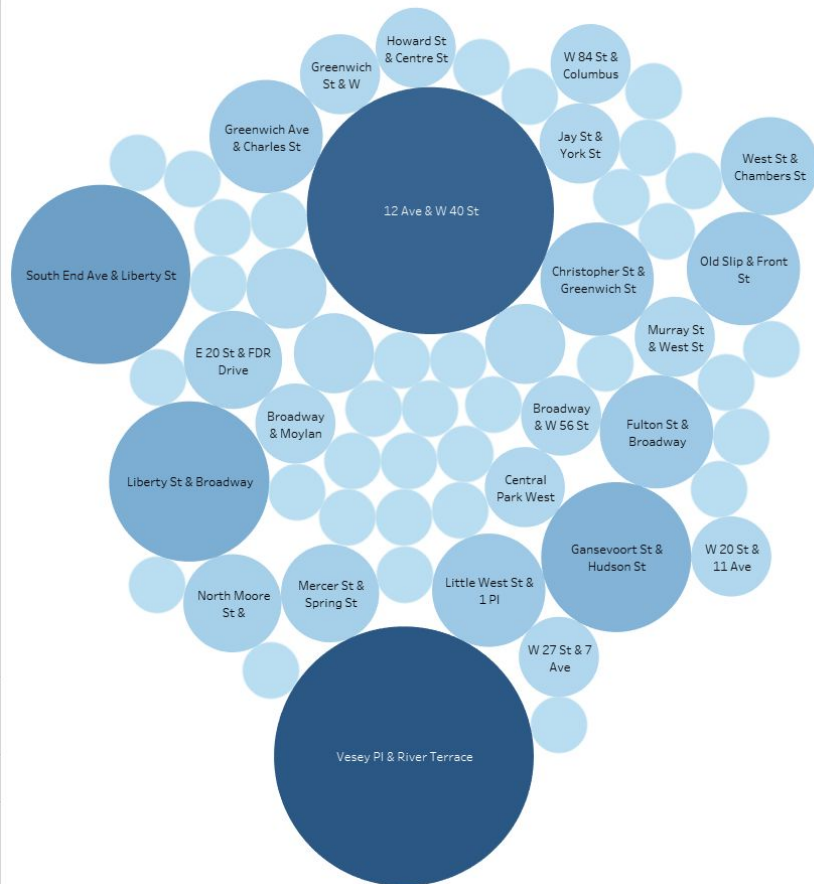 Howard St
& Centre St
Greenwich
St & W
W 84 St &
Columbus
Greenwich Ave
& Charles St
Jay St &
York St
West St &
Chambers St
12 Ave & W 40 St
South End Ave & Liberty St
Christopher St &
Greenwich St
Old Slip & Front
St
Murray St
& West St
E 20 St & FDR
Drive
Broadway
& Moylan
Broadway
& W 56 St
Fulton St &
Broadway
Liberty St & Broadway
Central
Park West
Gansevoort St &
Hudson St
W 20 St &
11 Ave
North Moore
St &
Mercer St &
Spring St
Little West St &
1 Pl
W 27 St & 7
Ave
Vesey Pl & River Terrace